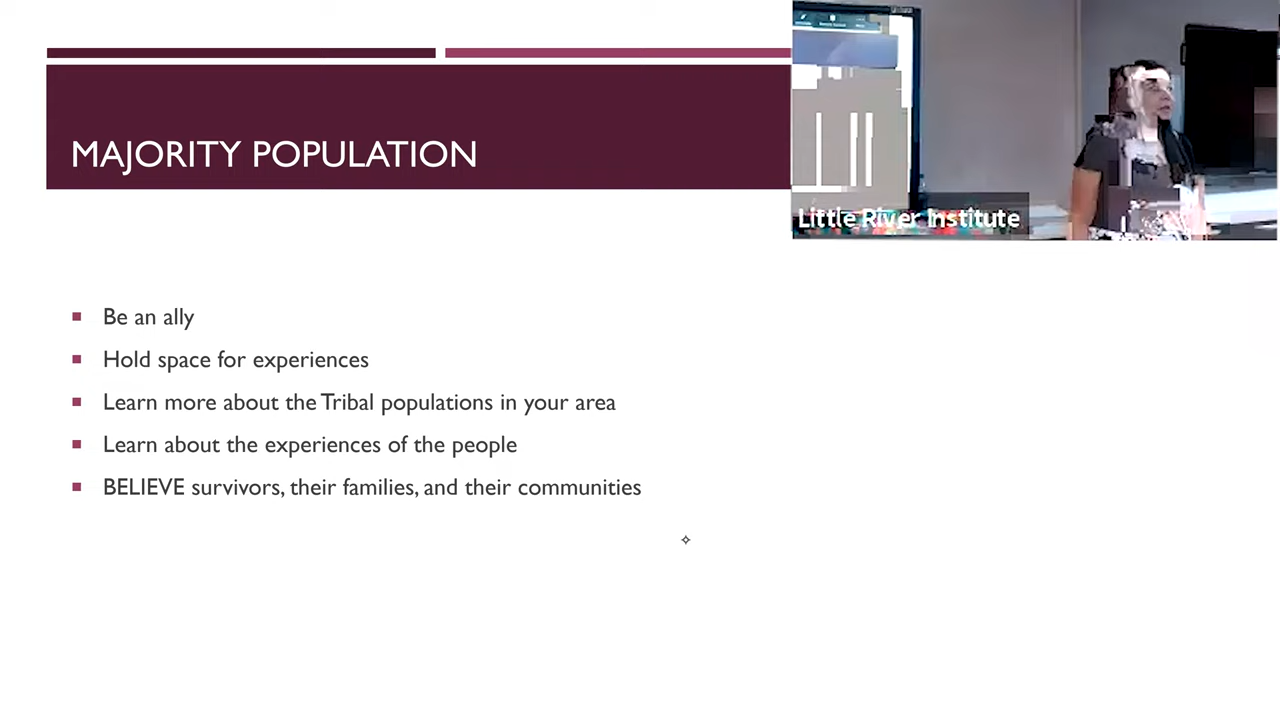 MAJORITY POPULATION
Little River Institute
Be an ally
Hold space for experiences
Learn more about the Tribal populations in your area
Learn about the experiences of the people
BELIEVE survivors, their families, and their communities